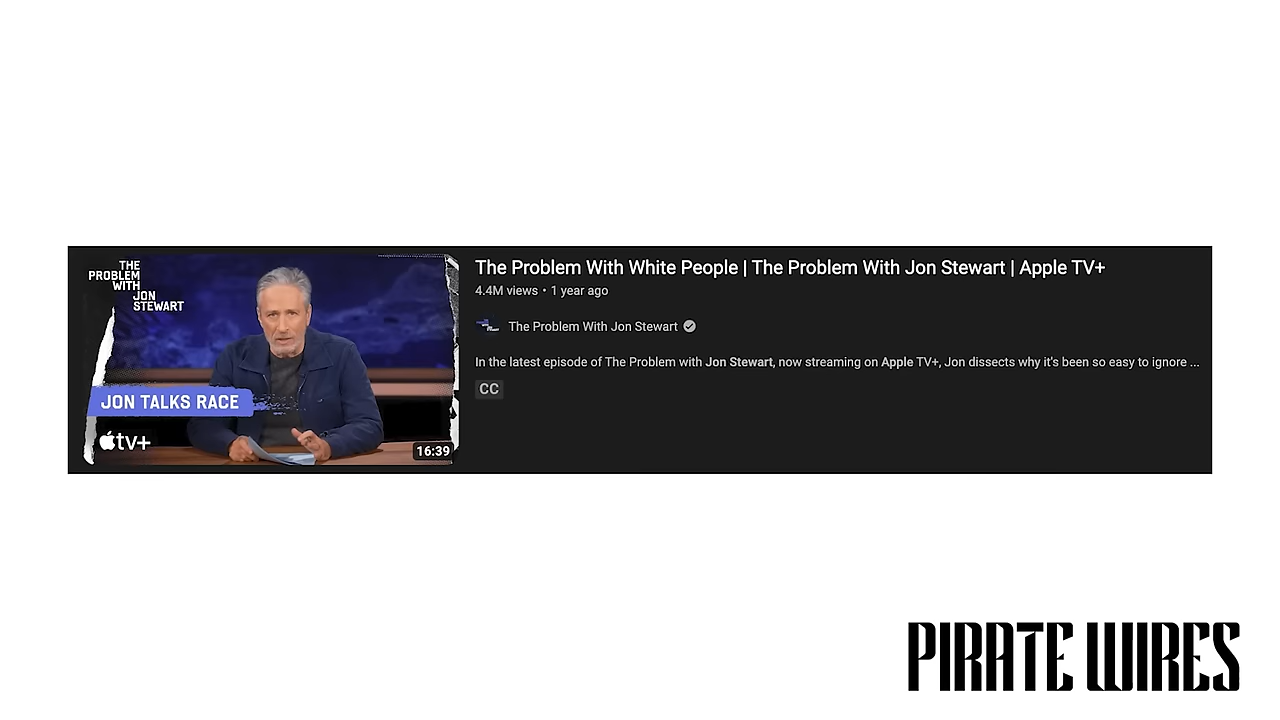 THE
PROBLEM
WITH
JON
STEWART
JON TALKS RACE
tv+
16:39
The Problem With White People | The Problem With Jon Stewart | Apple TV+
4.4M views • 1 year ago
The Problem With Jon Stewart
In the latest episode of The Problem with Jon Stewart, now streaming on Apple TV+, Jon dissects why it's been so easy to ignore ...
CC
PIRATE WIRES